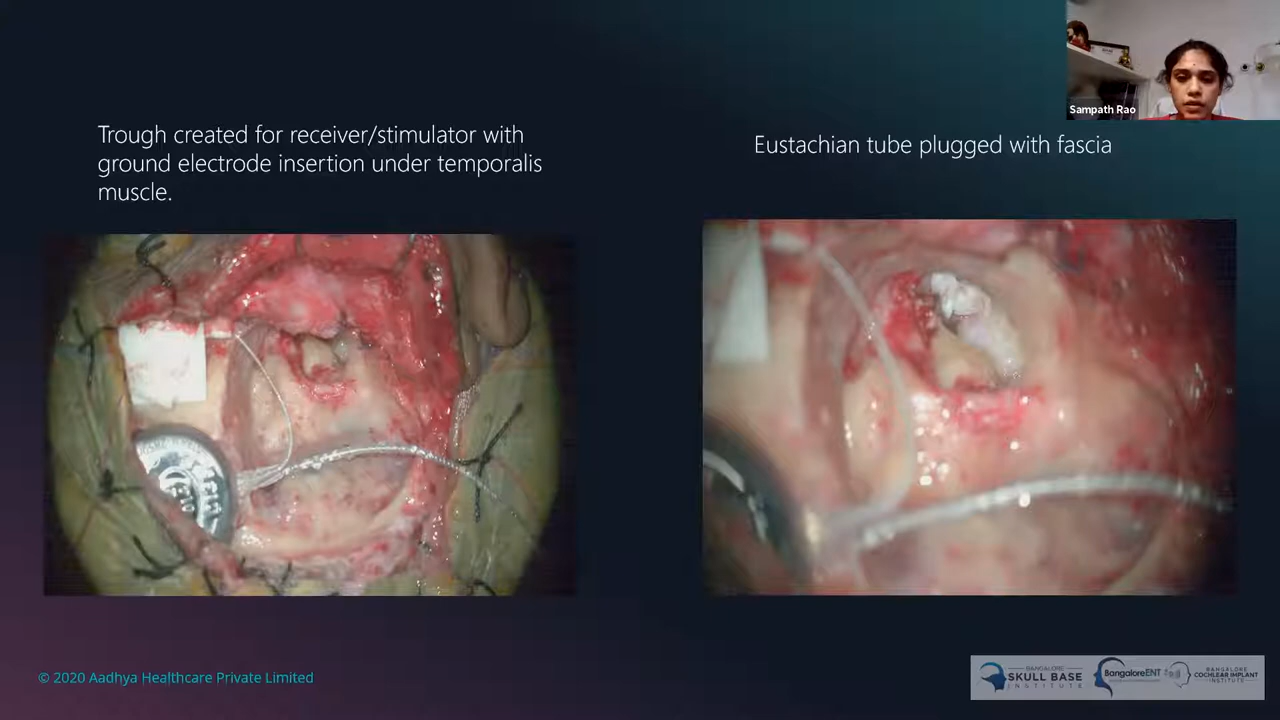 Sampath Rao
Trough created for receiver/stimulator with
ground electrode insertion under temporalis
muscle.
Eustachian tube plugged with fascia
© 2020 Aadhya Healthcare Private Limited
BANGALORE
SKULL BASE
INSTITUTE
BangaloreENT
BANGALORE
COCHLEAR IMPLANT
INSTITUTE